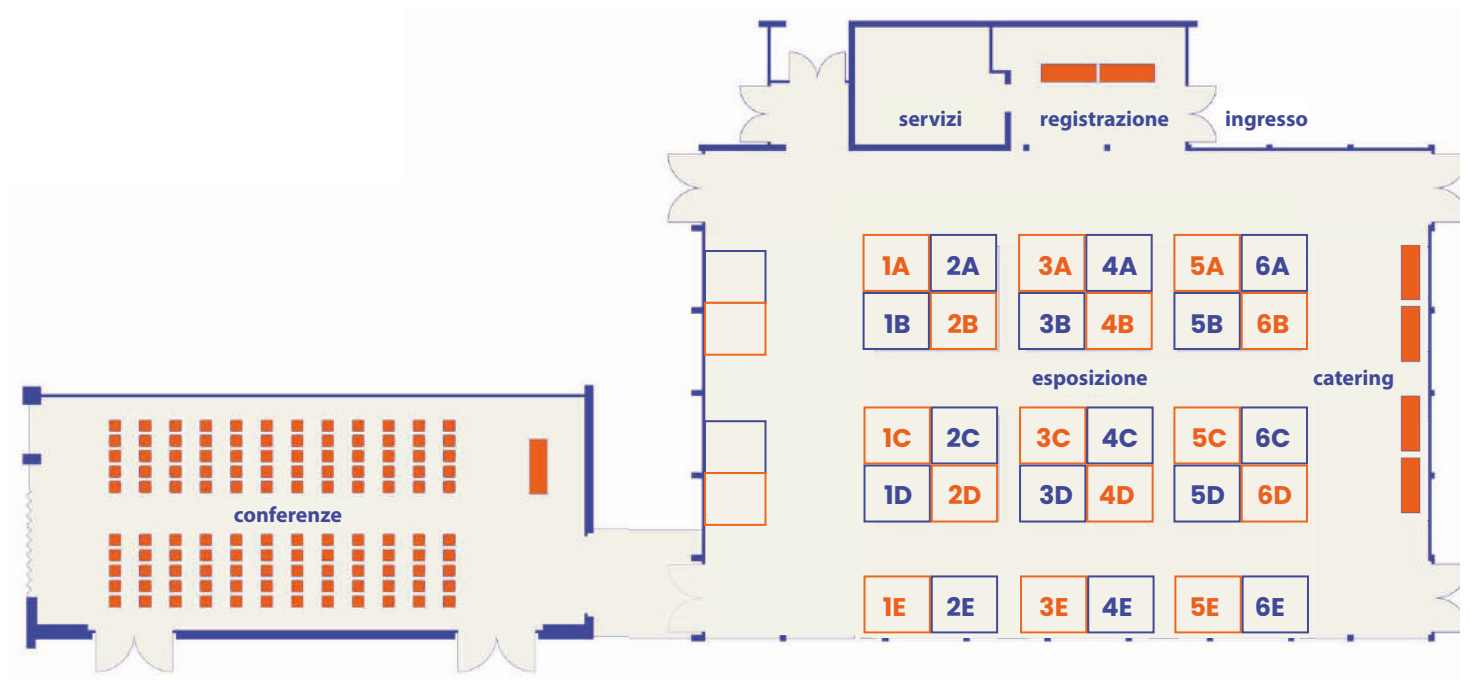 servizi registrazione ingresso
1A 2A 3A 4A 5A 6A
1B 2B 3B 4B 5B 6B
esposizione catering
1C 2C 3C 4C 5C 6C
1D 2D 3D 4D 5D 6D
conferenze
1E 2E 3E 4E 5E 6E